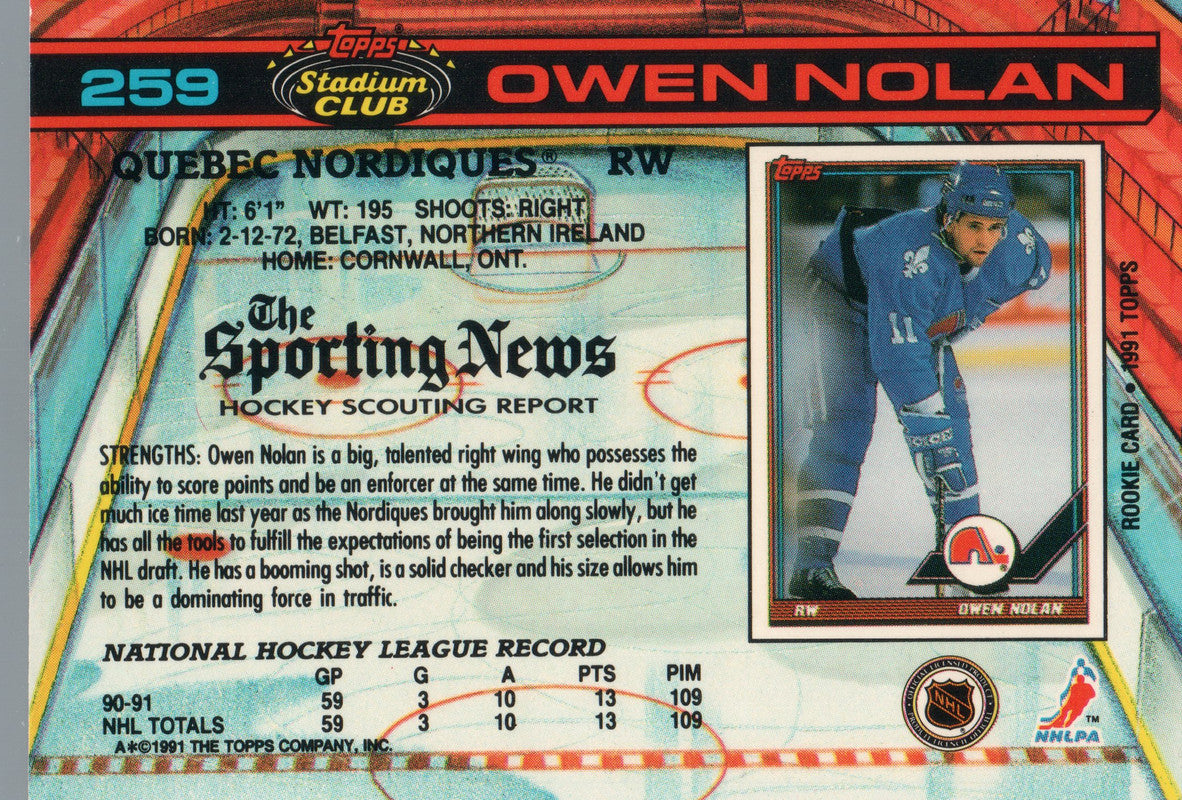 259
Topps
Stadium
CLUB
OWEN NOLAN
QUEBEC NORDIQUES® RW
HT: 6'1" WT: 195 SHOOTS: RIGHT
BORN: 2-12-72, BELFAST, NORTHERN IRELAND
HOME: CORNWALL, ONT.
The
Sporting News
HOCKEY SCOUTING REPORT
STRENGTHS: Owen Nolan is a big, talented right wing who possesses the
ability to score points and be an enforcer at the same time. He didn't get
much ice time last year as the Nordiques brought him along slowly, but he
has all the tools to fulfill the expectations of being the first selection in the
NHL draft. He has a booming shot, is a solid checker and his size allows him
to be a dominating force in traffic.
NATIONAL HOCKEY LEAGUE RECORD
GP G A PTS PIM
90-91 59 3 10 13 109
NHL TOTALS 59 3 10 13 109
A*©1991 THE TOPPS COMPANY, INC.
Topps
11
RW OWEN NOLAN
ROOKIE CARD • 1991 TOPPS
OFFICIAL LICENSED PRODUCT
NHL
NHLPA
TM